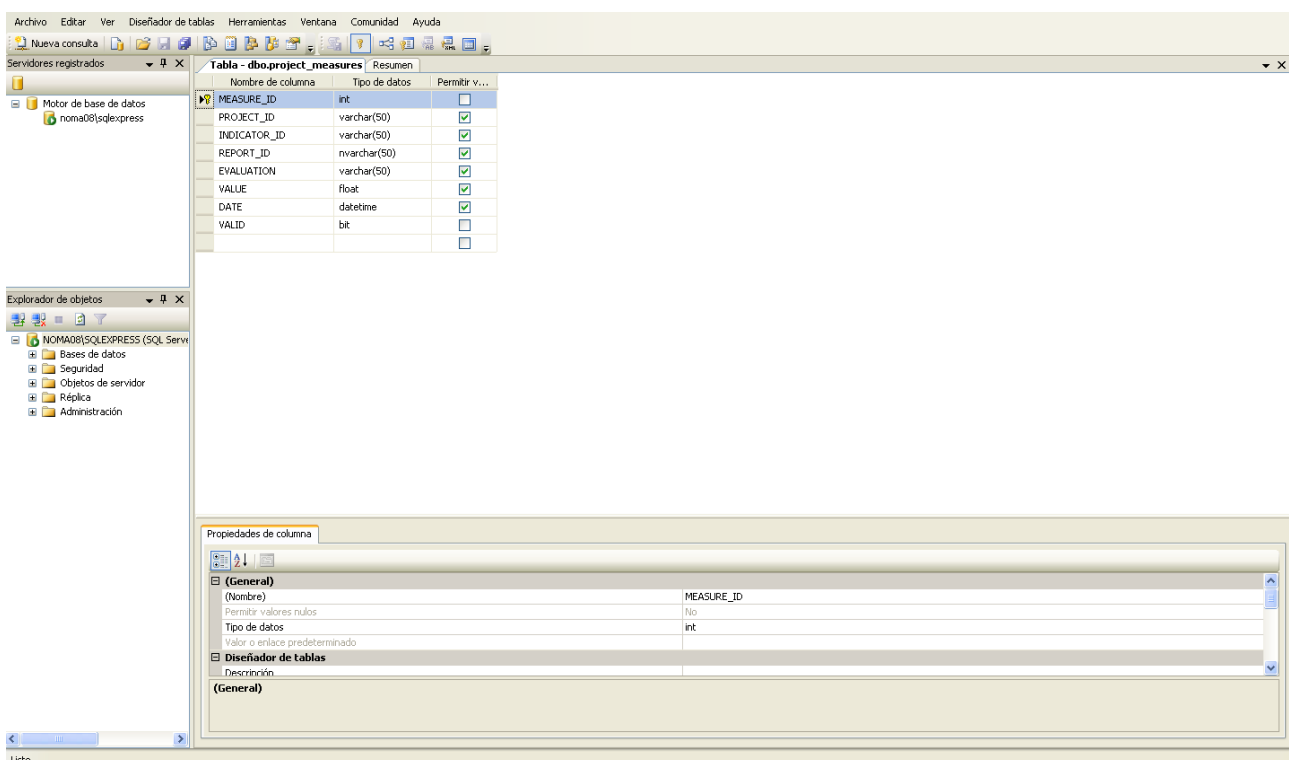 Archivo Editar Ver Diseñador de tablas Herramientas Ventana Comunidad Ayuda
Nueva consulta
Servidores registrados
Motor de base de datos
noma08\sqlexpress
Tabla - dbo.project_measures Resumen
Nombre de columna Tipo de datos Permitir v...
MEASURE_ID int
PROJECT_ID varchar(50)
INDICATOR_ID varchar(50)
REPORT_ID nvarchar(50)
EVALUATION varchar(50)
VALUE float
DATE datetime
VALID bit
Explorador de objetos
NOMA08\SQLEXPRESS (SQL Serve
Bases de datos
Seguridad
Objetos de servidor
Réplica
Administración
Propiedades de columna
(General)
(Nombre) MEASURE_ID
Permitir valores nulos No
Tipo de datos int
Valor o enlace predeterminado
Diseñador de tablas
Descripción
(General)
Listo